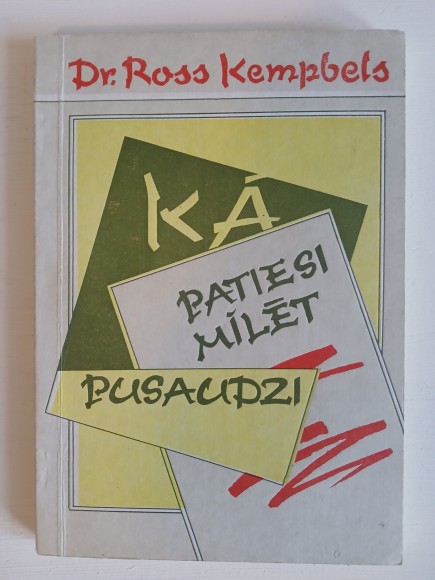 Dr. Ross Kempbels
KĀ
PATIESI
MĪLĒT
PUSAUDZI